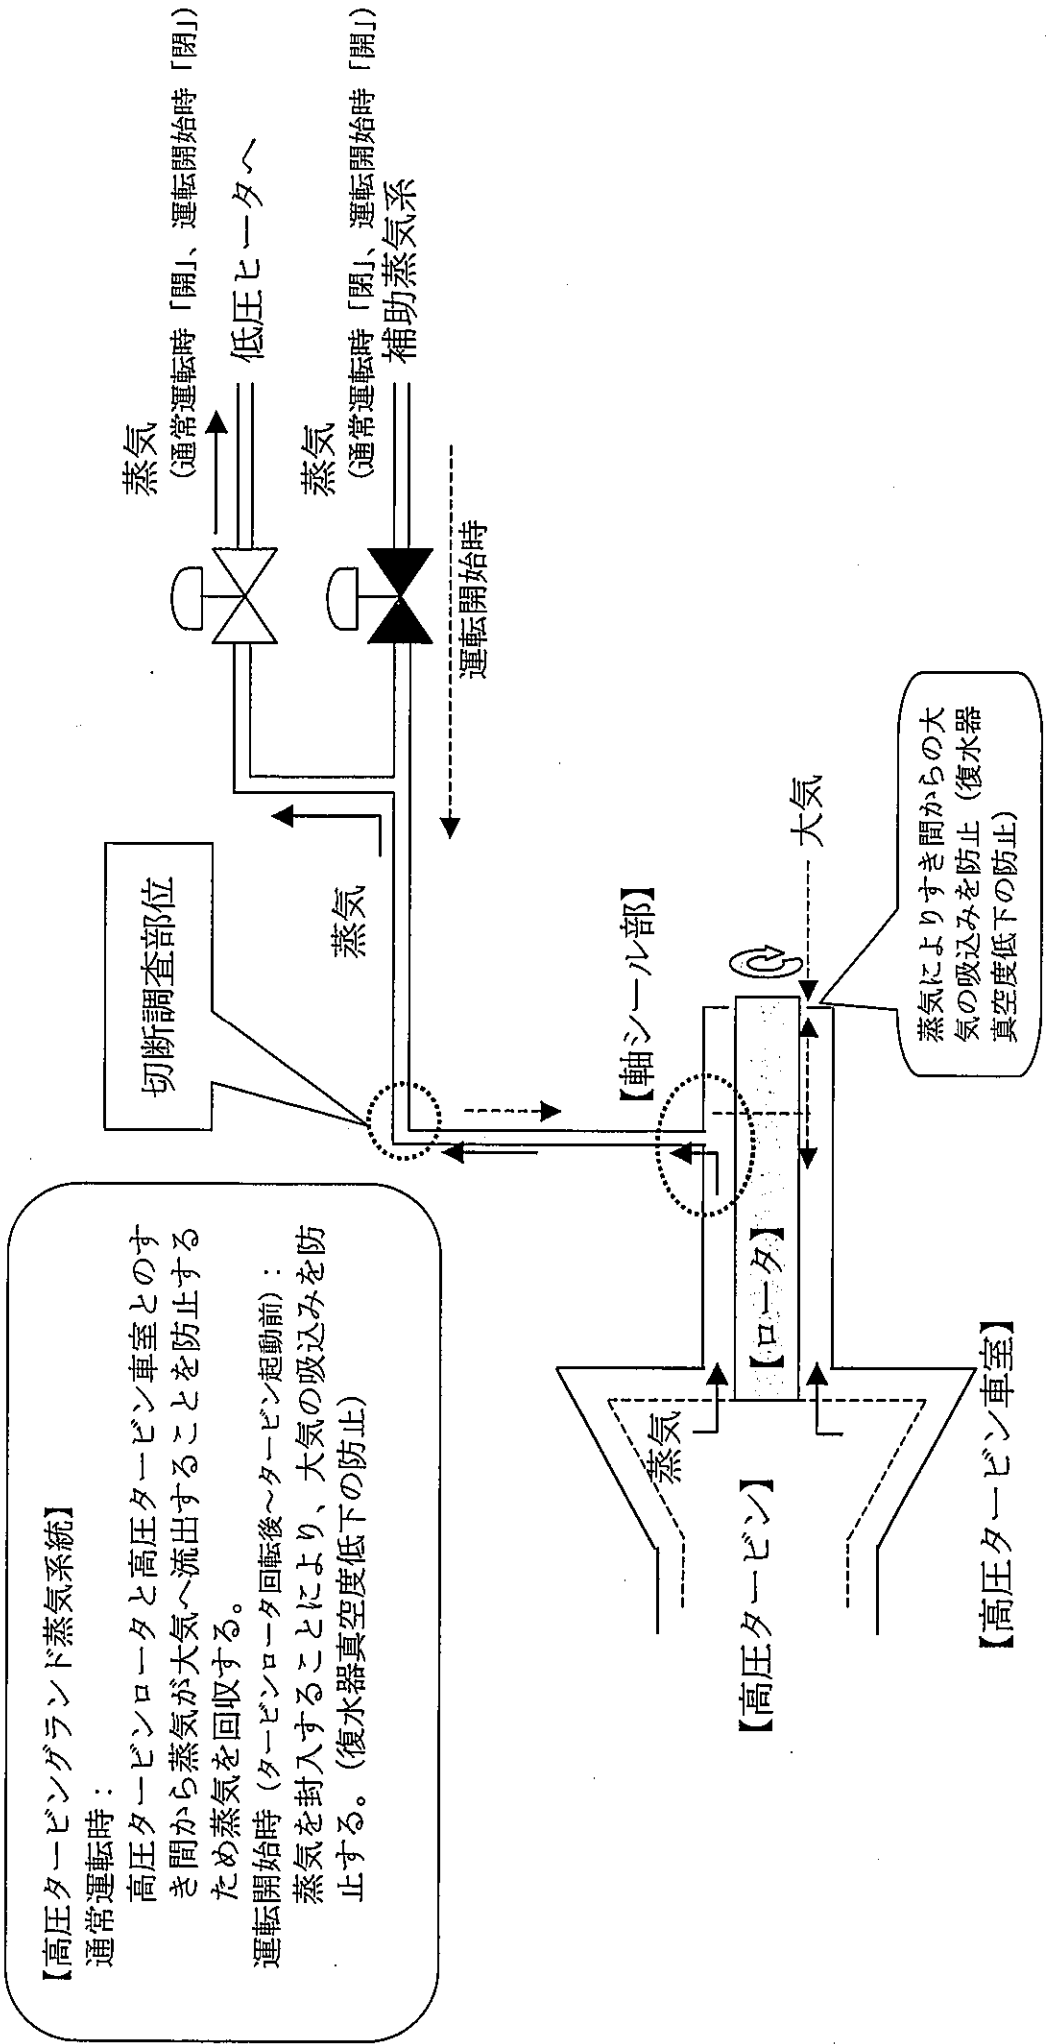 【高圧タービングランド蒸気系統】
通常運転時：
高圧タービンロータと高圧タービン車室とのす
き間から蒸気が大気へ流出することを防止する
ため蒸気を回収する。
運転開始時（タービンロータ回転後～タービン起動前）：
蒸気を封入することにより、大気の吸込みを防
止する。（復水器真空度低下の防止）
切断調査部位
蒸気
（通常運転時「開」、運転開始時「閉」）
低圧ヒータへ
蒸気
（通常運転時「閉」、運転開始時「開」）
補助蒸気系
運転開始時
蒸気
【軸シール部】
【ロータ】
大気
蒸気
【高圧タービン】
【高圧タービン車室】
蒸気によりすき間からの大
気の吸込みを防止（復水器
真空度低下の防止）